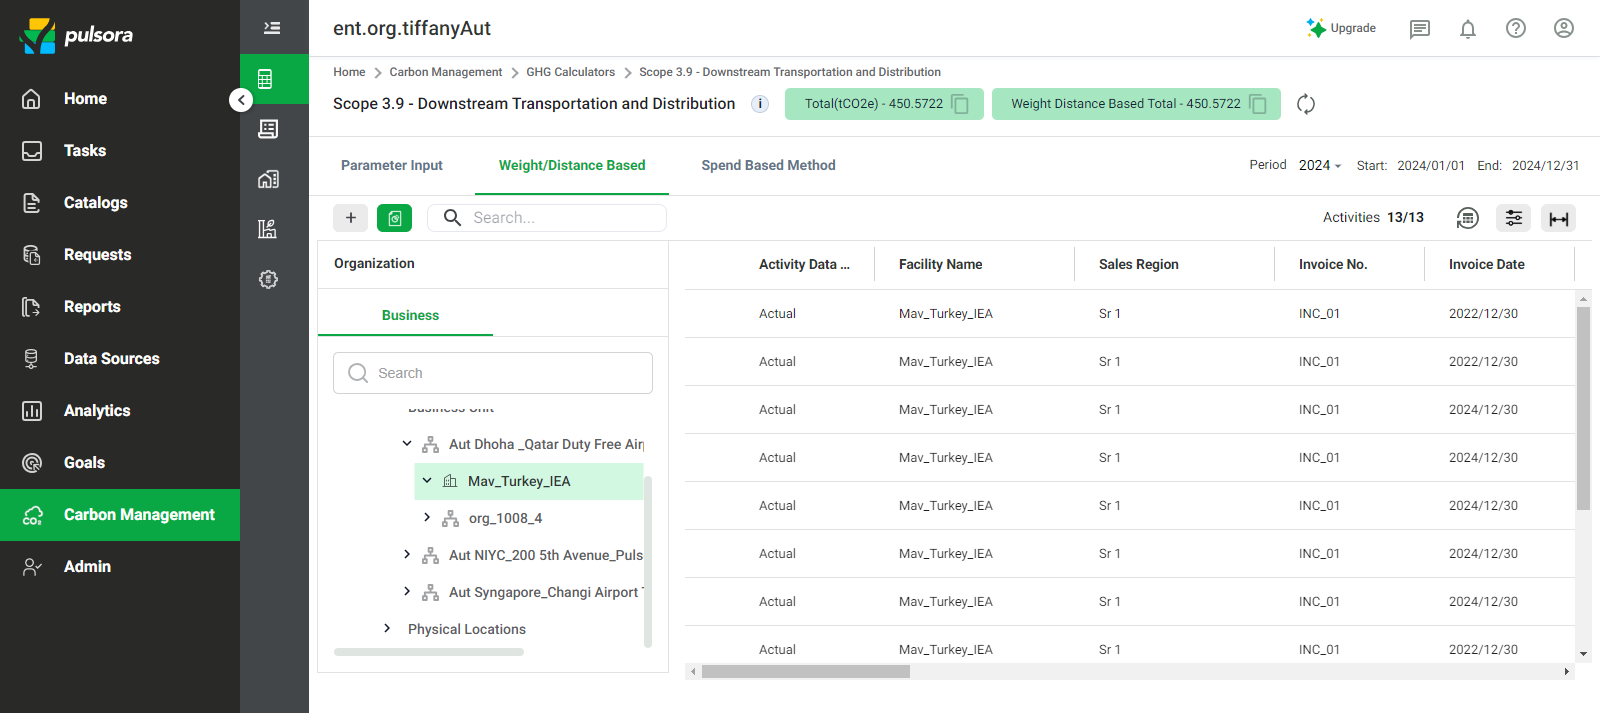 pulsora
Home
Tasks
Catalogs
Requests
Reports
Data Sources
Analytics
Goals
Carbon Management
Admin
ent.org.tiffanyAut
Upgrade
Home > Carbon Management > GHG Calculators > Scope 3.9 - Downstream Transportation and Distribution
Scope 3.9 - Downstream Transportation and Distribution i Total(tCO2e) - 450.5722 Weight Distance Based Total - 450.5722
Parameter Input Weight/Distance Based Spend Based Method Period 2024 Start: 2024/01/01 End: 2024/12/31
Search... Activities 13/13
Organization
Business
Search
Business Unit
Aut Dhoha _Qatar Duty Free Air
Mav_Turkey_IEA
org_1008_4
Aut NIYC_200 5th Avenue_Puls
Aut Syngapore_Changi Airport T
Physical Locations
Activity Data ... Facility Name Sales Region Invoice No. Invoice Date
Actual Mav_Turkey_IEA Sr 1 INC_01 2022/12/30
Actual Mav_Turkey_IEA Sr 1 INC_01 2022/12/30
Actual Mav_Turkey_IEA Sr 1 INC_01 2024/12/30
Actual Mav_Turkey_IEA Sr 1 INC_01 2024/12/30
Actual Mav_Turkey_IEA Sr 1 INC_01 2024/12/30
Actual Mav_Turkey_IEA Sr 1 INC_01 2024/12/30
Actual Mav_Turkey_IEA Sr 1 INC_01 2024/12/30
Actual Mav_Turkey_IEA Sr 1 INC_01 2022/12/30